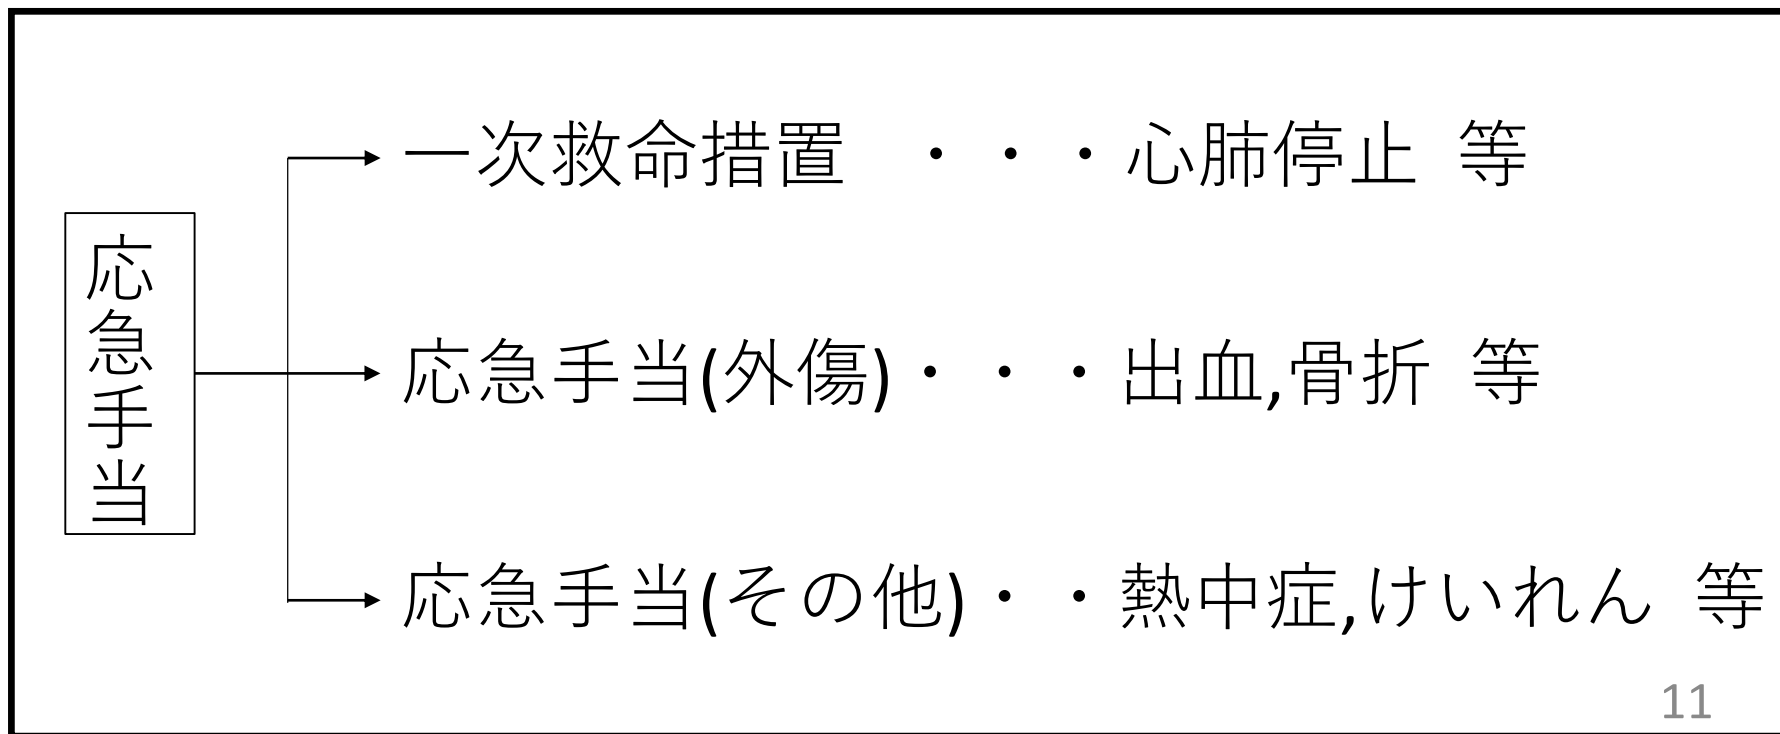 応急手当
一次救命措置　・・・心肺停止 等
応急手当(外傷)・・・出血,骨折 等
応急手当(その他)・・熱中症,けいれん 等
11